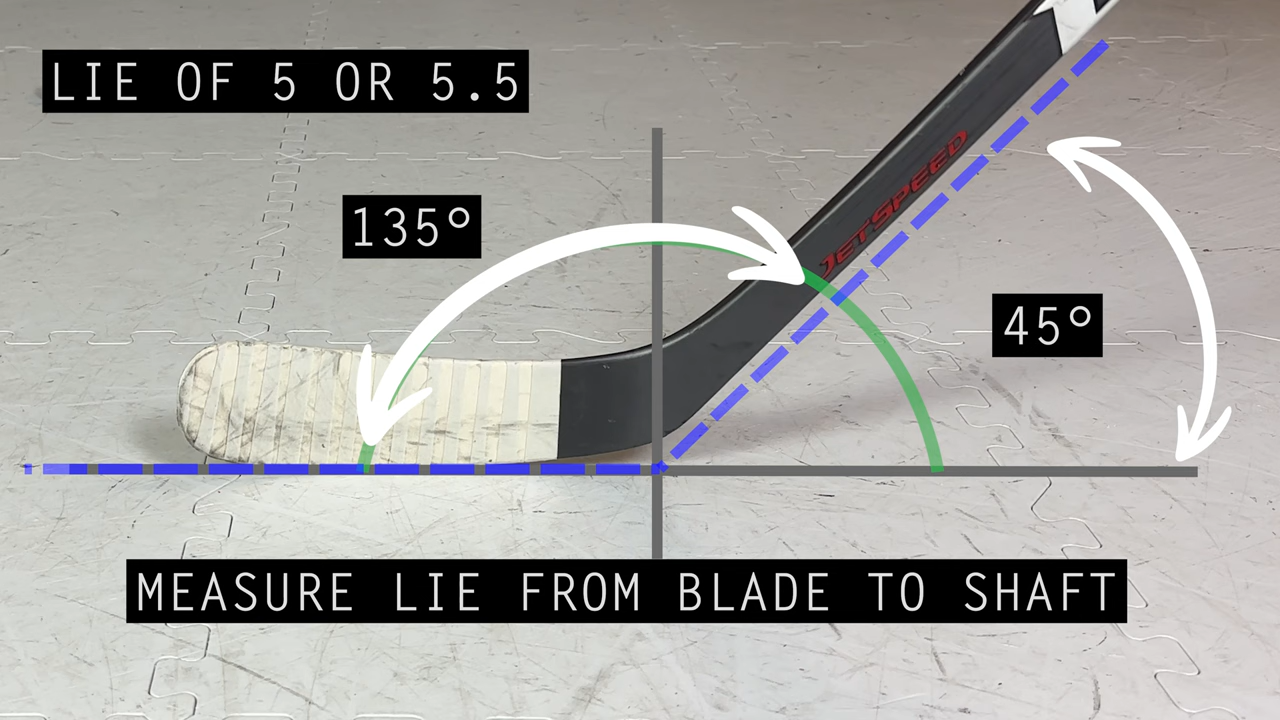 LIE OF 5 OR 5.5
135°
JETSPEED
45°
MEASURE LIE FROM BLADE TO SHAFT